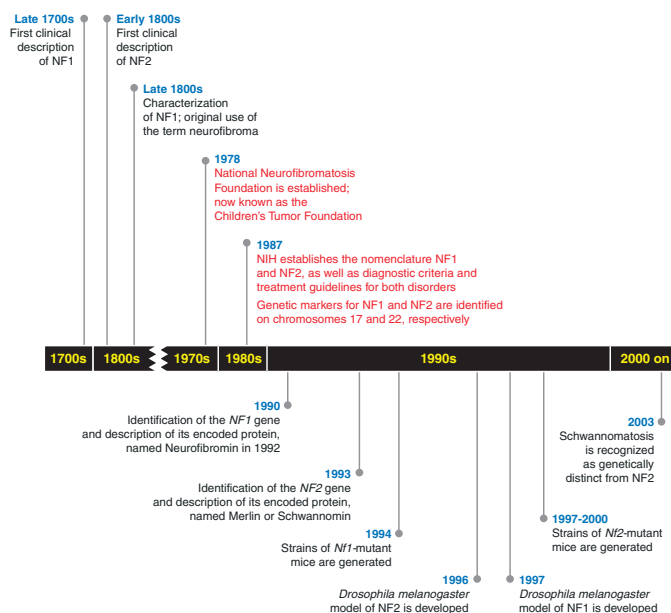 Late 1700s
First clinical
description
of NF1
Early 1800s
First clinical
description
of NF2
Late 1800s
Characterization
of NF1; original use of
the term neurofibroma
1978
National Neurofibromatosis
Foundation is established;
now known as the
Children's Tumor Foundation
1987
NIH establishes the nomenclature NF1
and NF2, as well as diagnostic criteria and
treatment guidelines for both disorders
Genetic markers for NF1 and NF2 are identified
on chromosomes 17 and 22, respectively
1700s 1800s 1970s 1980s 1990s 2000 on
1990
Identification of the NF1 gene
and description of its encoded protein,
named Neurofibromin in 1992
1993
Identification of the NF2 gene
and description of its encoded protein,
named Merlin or Schwannomin
1994
Strains of Nf1-mutant
mice are generated
1996
Drosophila melanogaster
model of NF2 is developed
1997
Drosophila melanogaster
model of NF1 is developed
1997-2000
Strains of Nf2-mutant
mice are generated
2003
Schwannomatosis
is recognized
as genetically
distinct from NF2